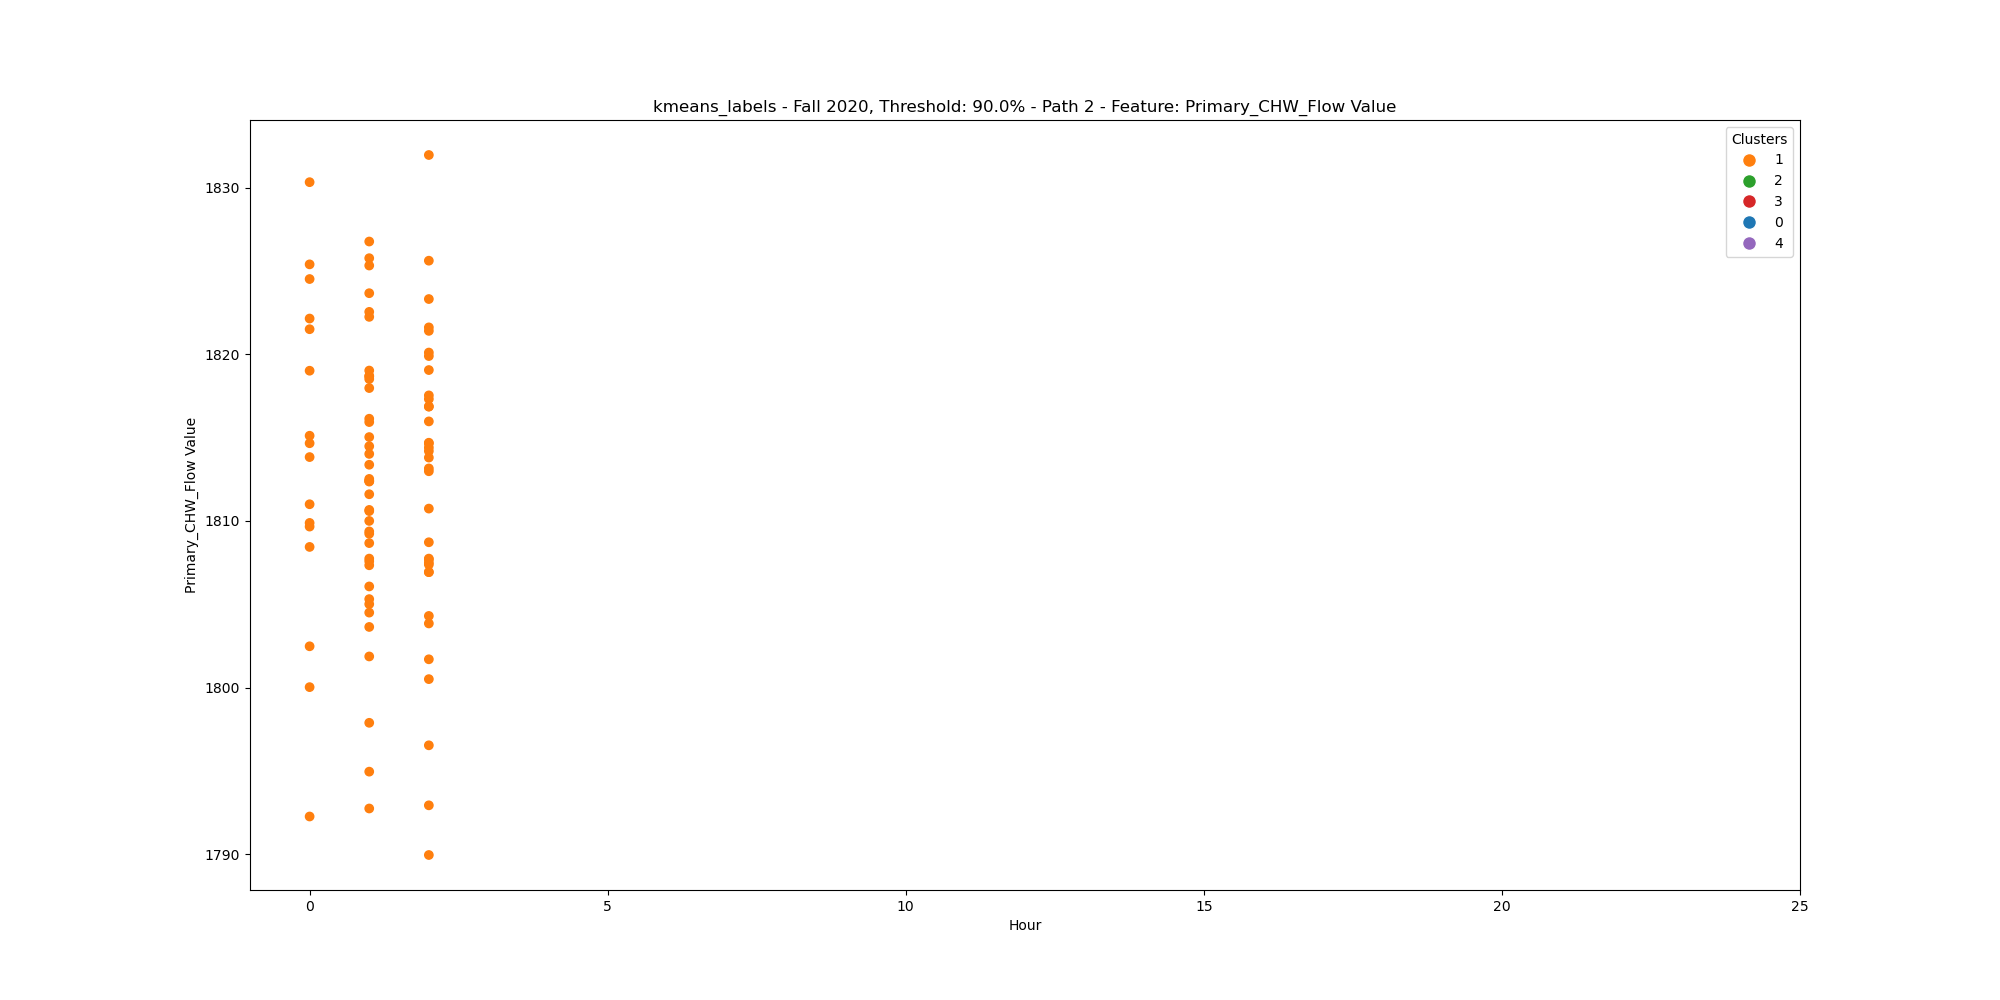 kmeans_labels - Fall 2020, Threshold: 90.0% - Path 2 - Feature: Primary_CHW_Flow Value
Clusters
1
2
3
0
4
1830
1820
1810
1800
1790
Primary_CHW_Flow Value
0 5 10 15 20 25
Hour